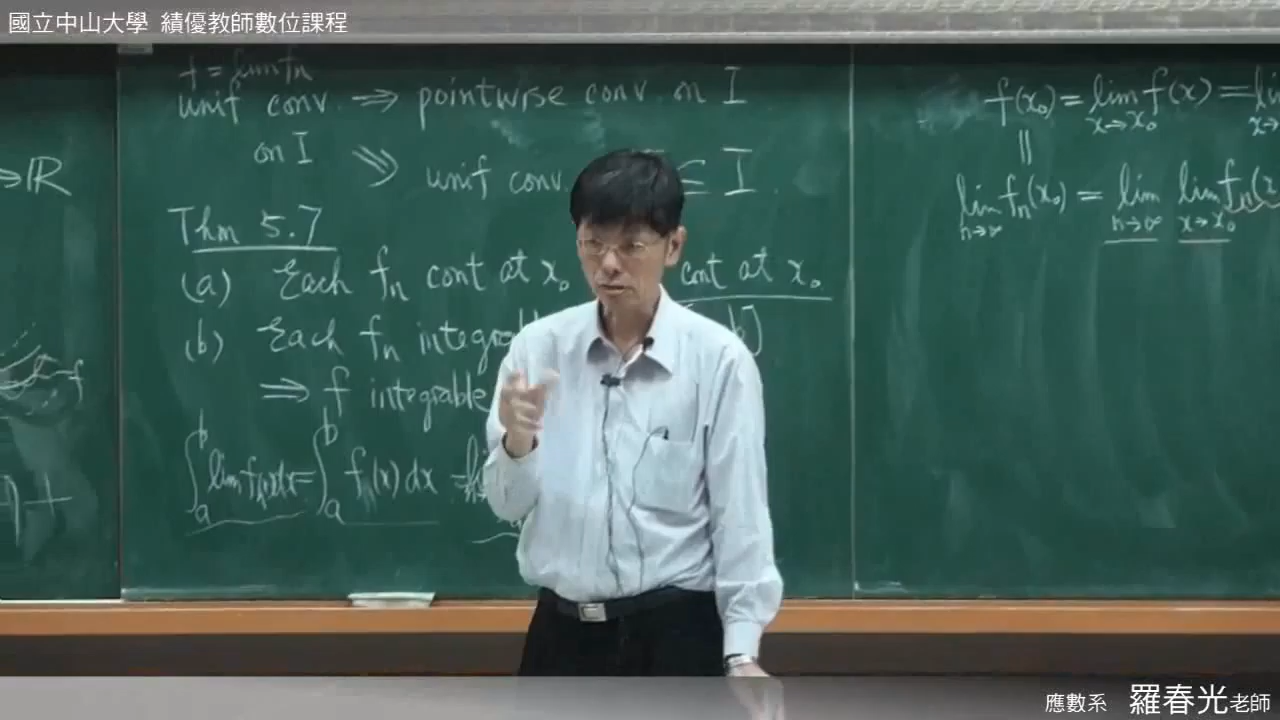 國立中山大學 績優教師數位課程
f = lim fn
unif conv. ⇒ pointwise conv. on I
on I ⇒ unif conv. ⊆ I.
→ℝ
Thm 5.7
(a) Each fn cont at x₀ cont at x₀
(b) Each fn integrable b]
⇒ f integrable
∫ₐᵇ lim fn(x)dx = ∫ₐᵇ f(x) dx =
f
f(x₀) = lim f(x) =
x→x₀
||
lim fn(x₀) = lim lim fn(x
n→∞ n→∞ x→x₀
應數系 羅春光老師